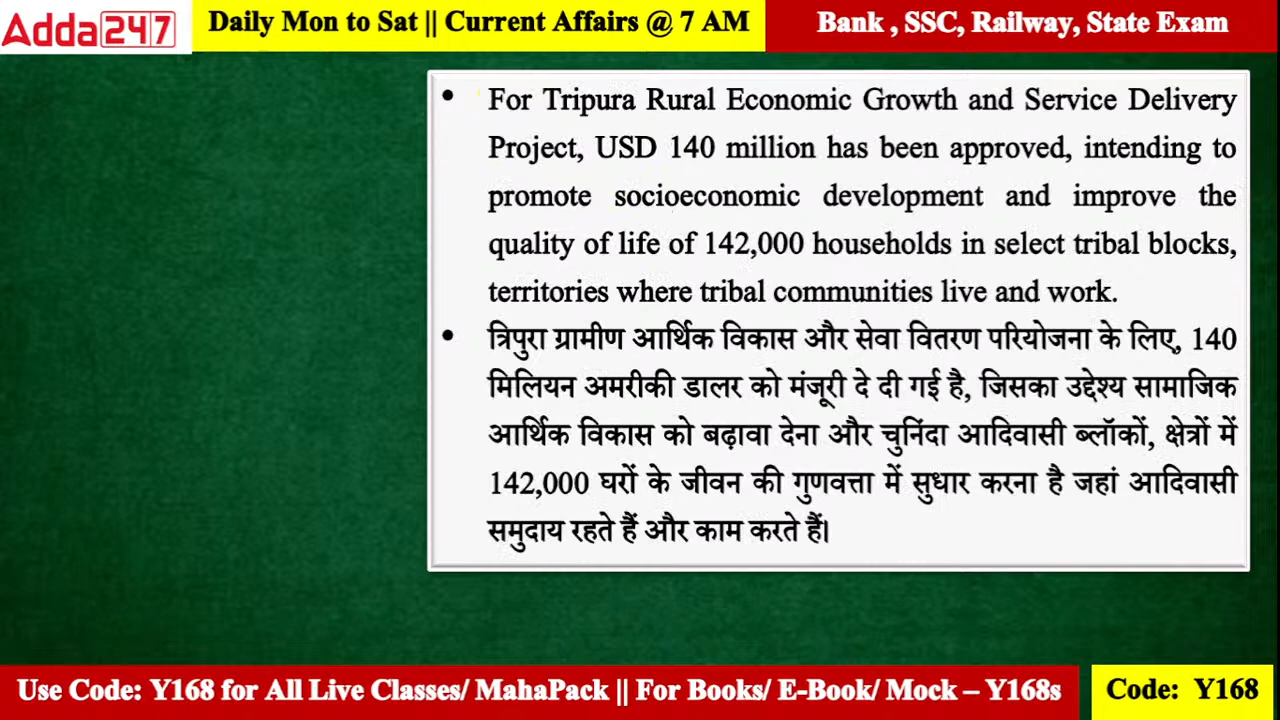 Adda247
Daily Mon to Sat || Current Affairs @ 7 AM
Bank , SSC, Railway, State Exam
• For Tripura Rural Economic Growth and Service Delivery
Project, USD 140 million has been approved, intending to
promote socioeconomic development and improve the
quality of life of 142,000 households in select tribal blocks,
territories where tribal communities live and work.
• त्रिपुरा ग्रामीण आर्थिक विकास और सेवा वितरण परियोजना के लिए, 140
मिलियन अमरीकी डालर को मंजूरी दे दी गई है, जिसका उद्देश्य सामाजिक
आर्थिक विकास को बढ़ावा देना और चुनिंदा आदिवासी ब्लॉकों, क्षेत्रों में
142,000 घरों के जीवन की गुणवत्ता में सुधार करना है जहां आदिवासी
समुदाय रहते हैं और काम करते हैं।
Use Code: Y168 for All Live Classes/ MahaPack || For Books/ E-Book/ Mock – Y168s
Code: Y168